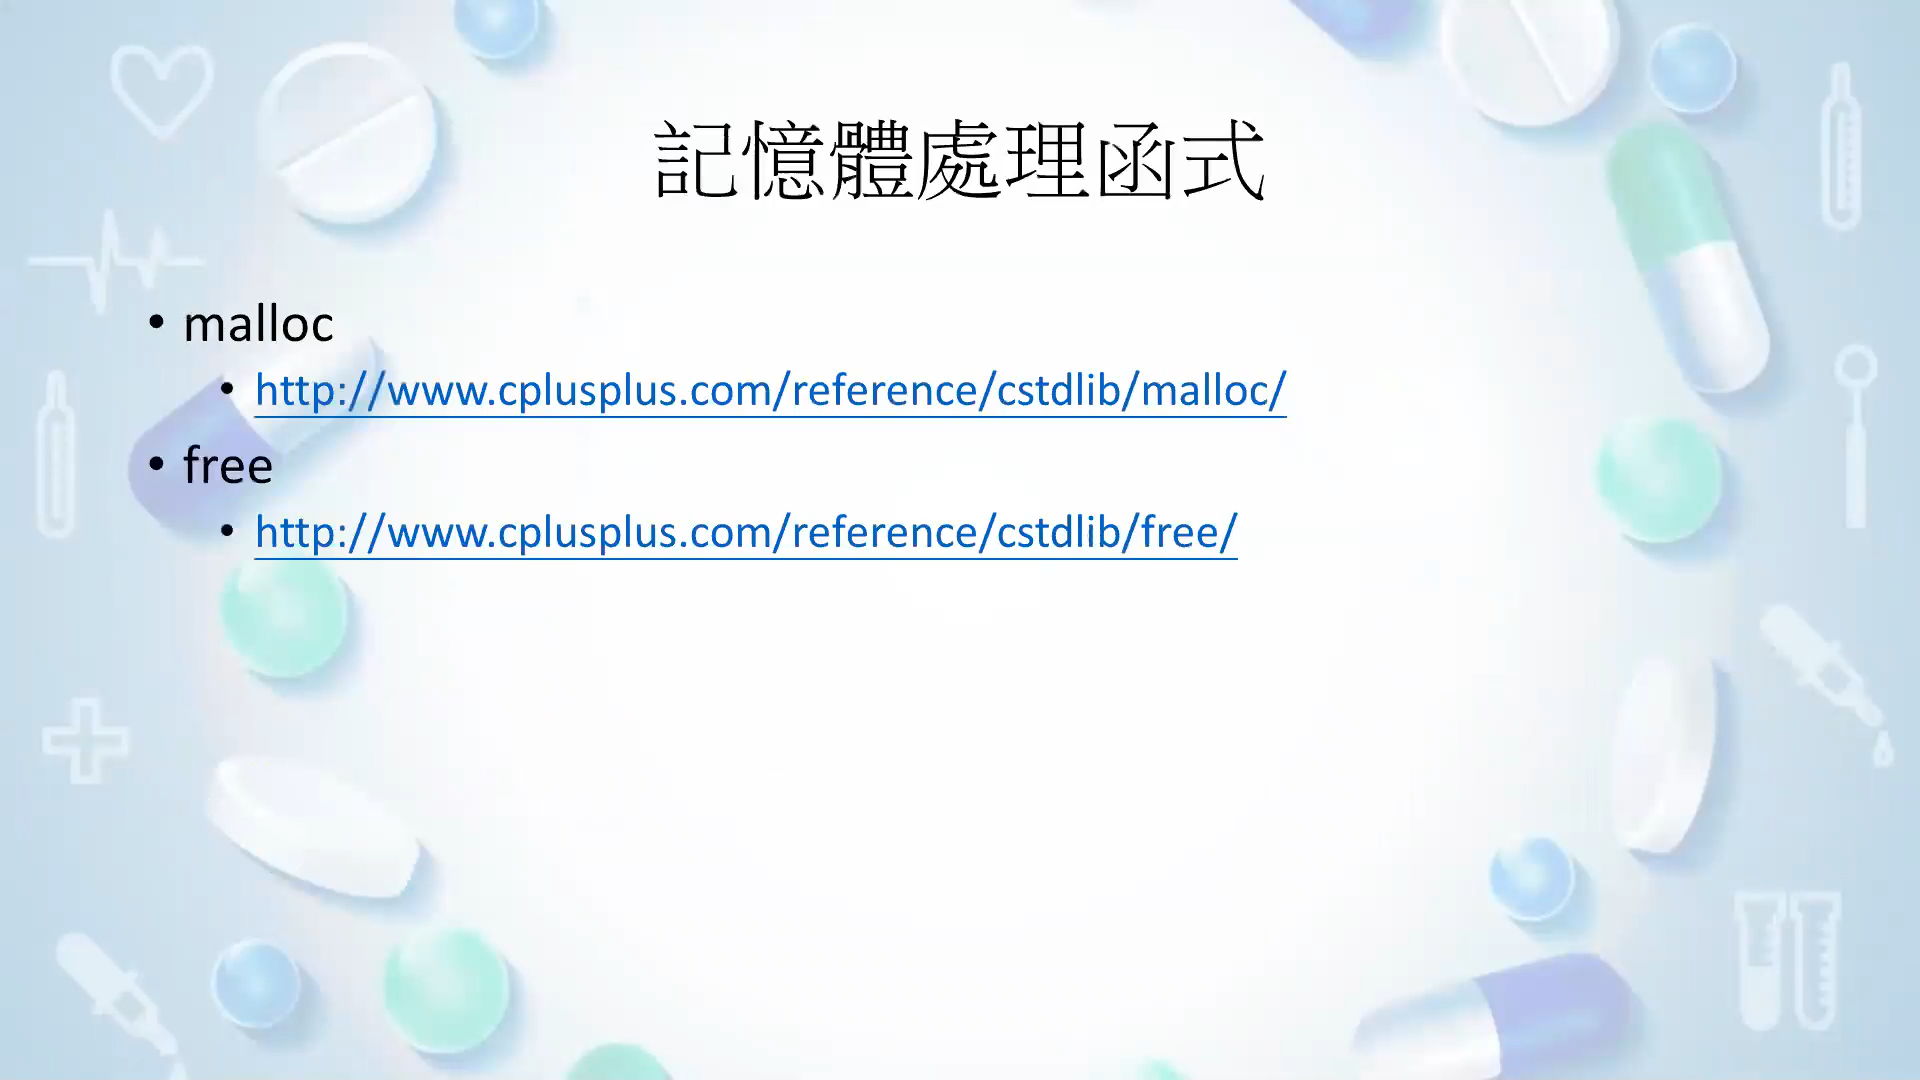 記憶體處理函式
• malloc
• http://www.cplusplus.com/reference/cstdlib/malloc/
• free
• http://www.cplusplus.com/reference/cstdlib/free/